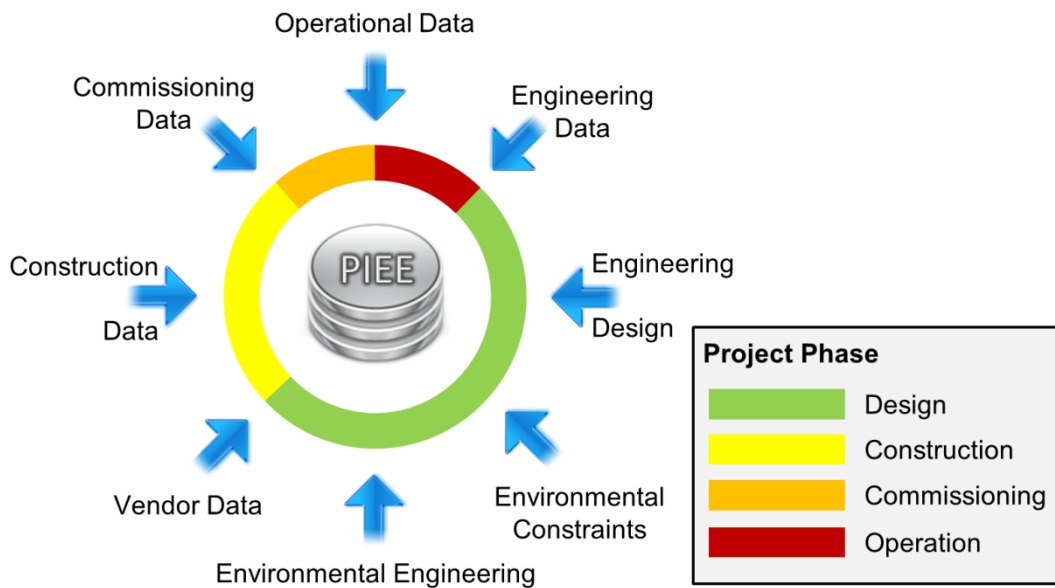 Operational Data
Commissioning
Data
Engineering
Data
Construction
Data
PIEE
Engineering
Design
Vendor Data
Environmental
Constraints
Environmental Engineering
Project Phase
Design
Construction
Commissioning
Operation